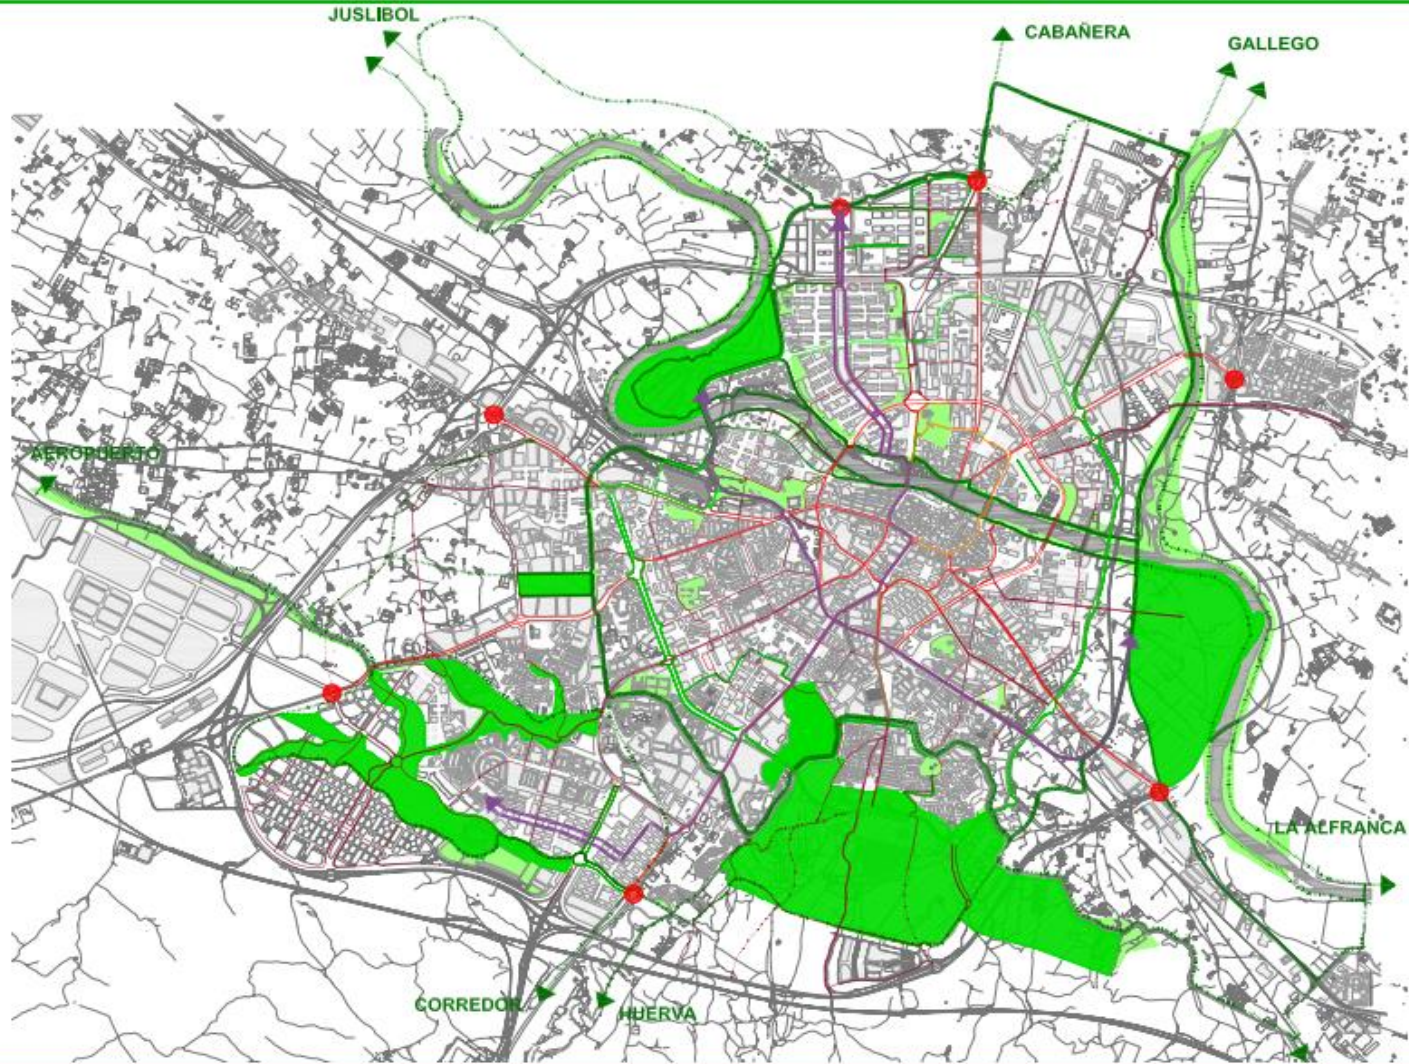 JUSLIBOL
CABAÑERA
GALLEGO
AEROPUERTO
LA ALFRANCA
CORREDOR
HUERVA